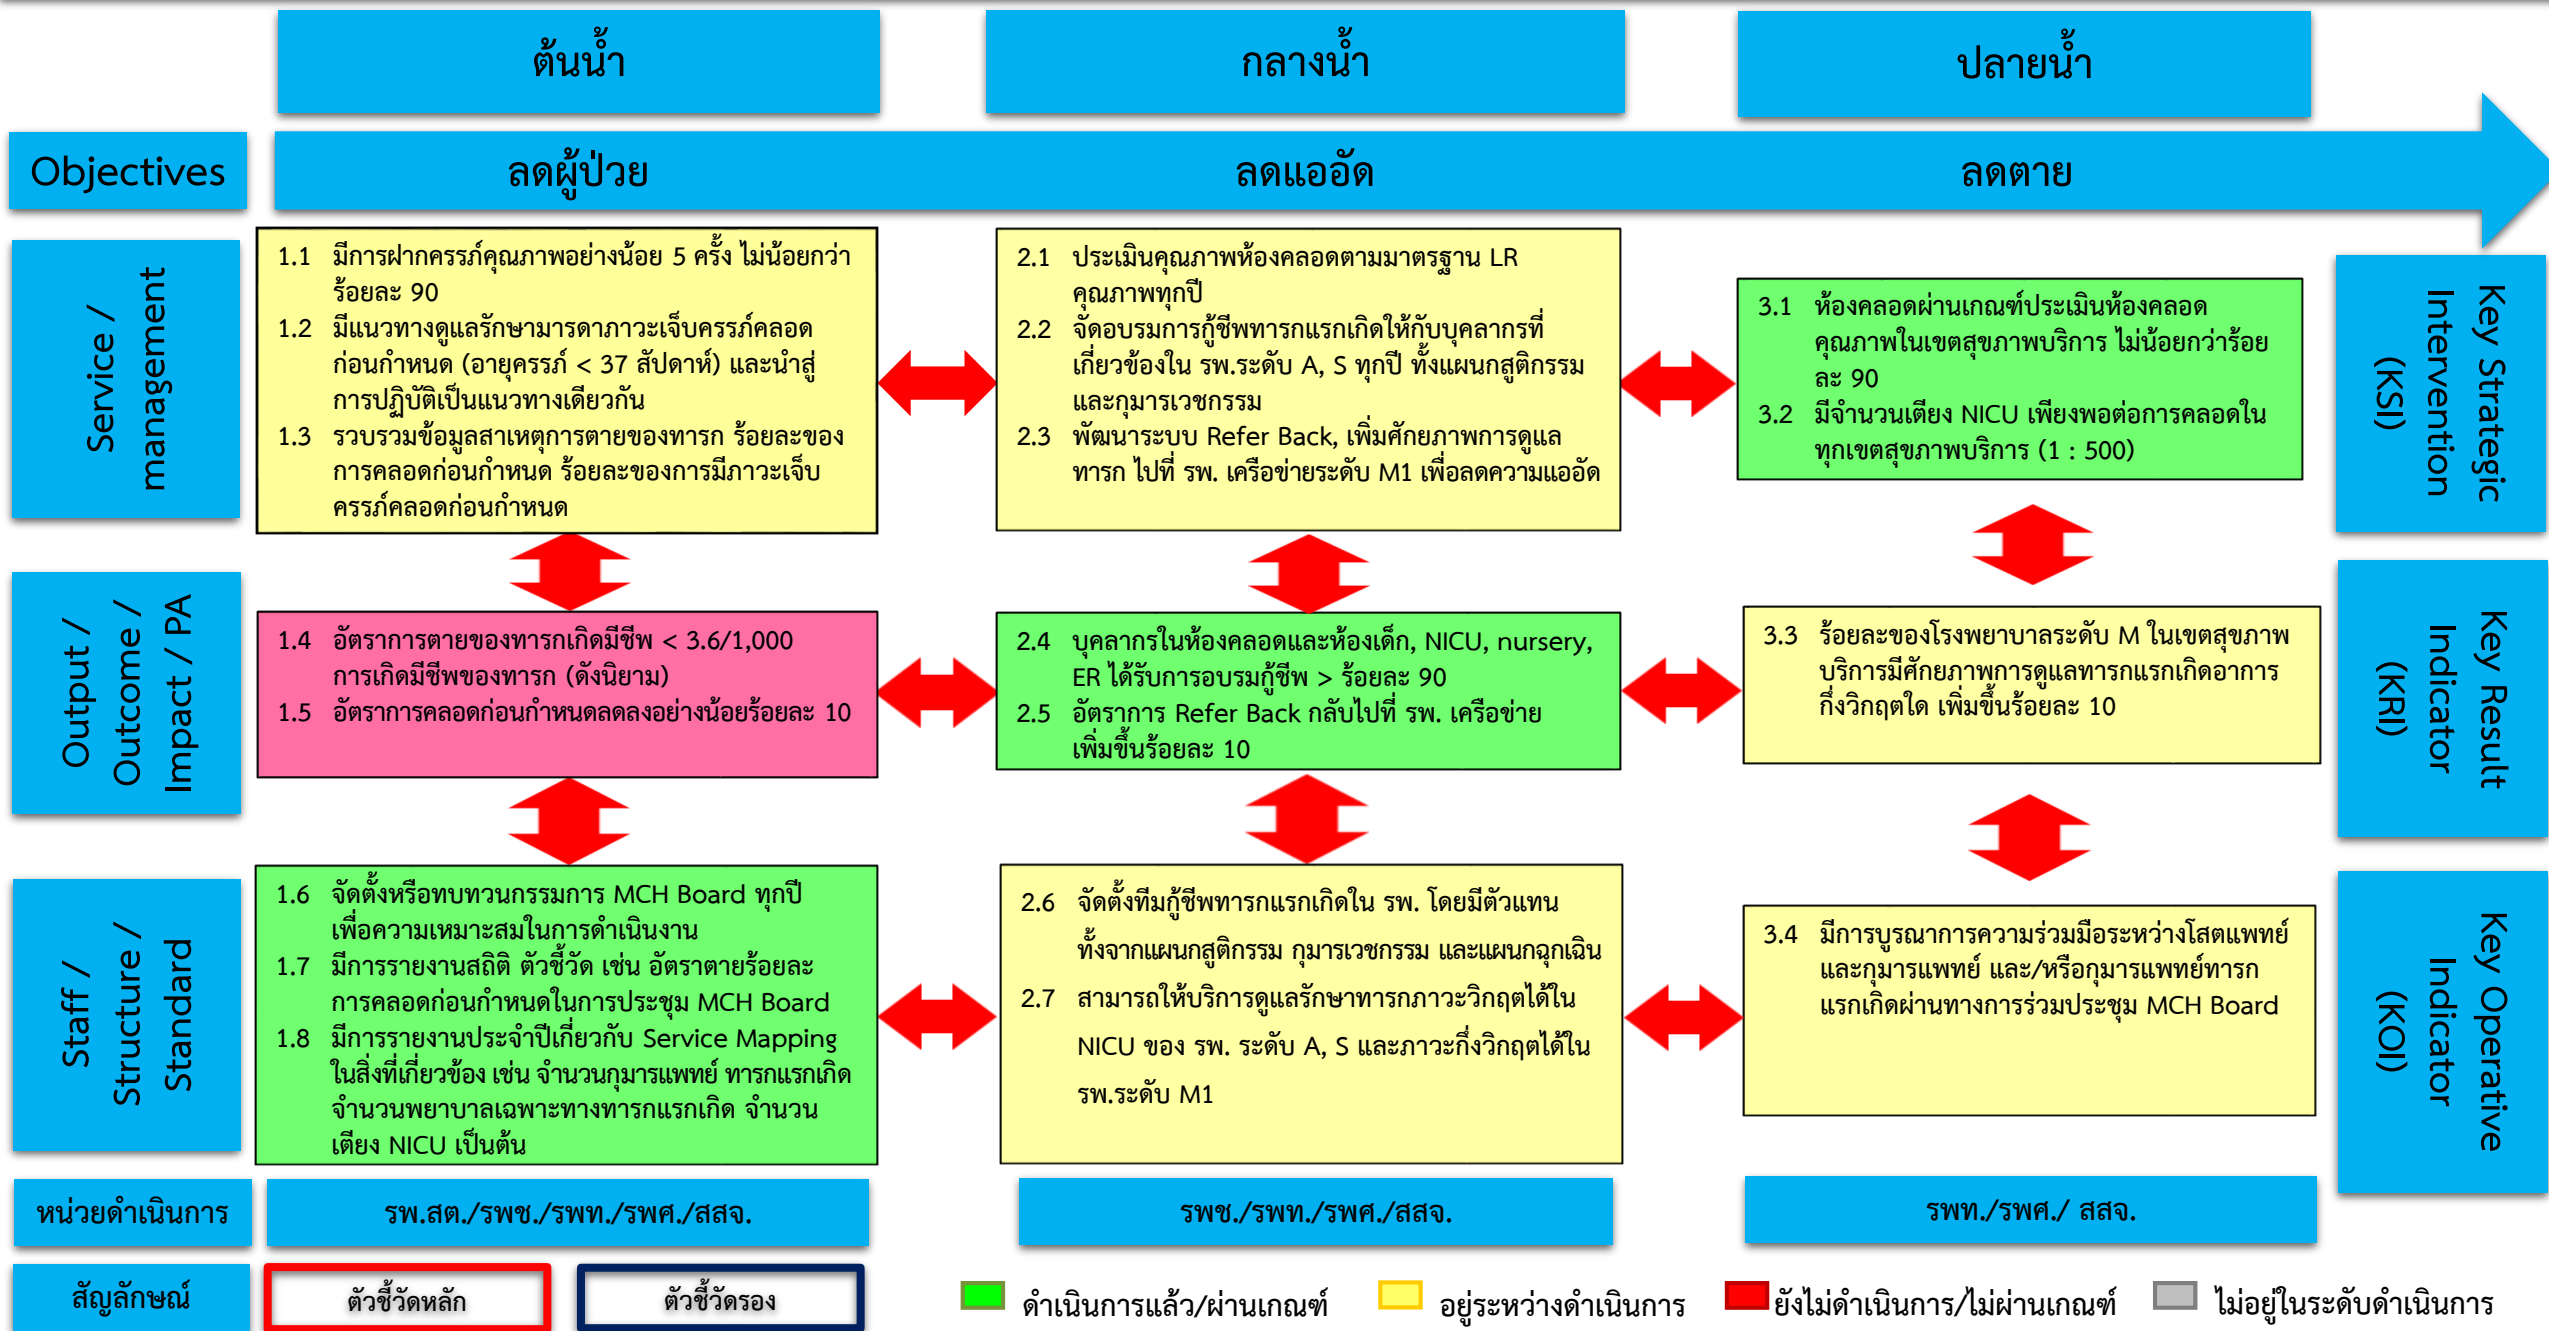 ต้นน้ำ
กลางน้ำ
ปลายน้ำ
Objectives
ลดผู้ป่วย
ลดแออัด
ลดตาย
Service /
management
1.1 มีการฝากครรภ์คุณภาพอย่างน้อย 5 ครั้ง ไม่น้อยกว่า
ร้อยละ 90
1.2 มีแนวทางดูแลรักษามารดาภาวะเจ็บครรภ์คลอด
ก่อนกำหนด (อายุครรภ์ < 37 สัปดาห์) และนำสู่
การปฏิบัติเป็นแนวทางเดียวกัน
1.3 รวบรวมข้อมูลสาเหตุการตายของทารก ร้อยละของ
การคลอดก่อนกำหนด ร้อยละของการมีภาวะเจ็บ
ครรภ์คลอดก่อนกำหนด
2.1 ประเมินคุณภาพห้องคลอดตามมาตรฐาน LR
คุณภาพทุกปี
2.2 จัดอบรมการกู้ชีพทารกแรกเกิดให้กับบุคลากรที่
เกี่ยวข้องใน รพ.ระดับ A, S ทุกปี ทั้งแผนกสูติกรรม
และกุมารเวชกรรม
2.3 พัฒนาระบบ Refer Back, เพิ่มศักยภาพการดูแล
ทารก ไปที่ รพ. เครือข่ายระดับ M1 เพื่อลดความแออัด
3.1 ห้องคลอดผ่านเกณฑ์ประเมินห้องคลอด
คุณภาพในเขตสุขภาพบริการ ไม่น้อยกว่าร้อย
ละ 90
3.2 มีจำนวนเตียง NICU เพียงพอต่อการคลอดใน
ทุกเขตสุขภาพบริการ (1 : 500)
Key Strategic
Intervention
(KSI)
Output /
Outcome /
Impact / PA
1.4 อัตราการตายของทารกเกิดมีชีพ < 3.6/1,000
การเกิดมีชีพของทารก (ดังนิยาม)
1.5 อัตราการคลอดก่อนกำหนดลดลงอย่างน้อยร้อยละ 10
2.4 บุคลากรในห้องคลอดและห้องเด็ก, NICU, nursery,
ER ได้รับการอบรมกู้ชีพ > ร้อยละ 90
2.5 อัตราการ Refer Back กลับไปที่ รพ. เครือข่าย
เพิ่มขึ้นร้อยละ 10
3.3 ร้อยละของโรงพยาบาลระดับ M ในเขตสุขภาพ
บริการมีศักยภาพการดูแลทารกแรกเกิดอาการ
กึ่งวิกฤตใด เพิ่มขึ้นร้อยละ 10
Key Result
Indicator
(KRI)
Staff /
Structure /
Standard
1.6 จัดตั้งหรือทบทวนกรรมการ MCH Board ทุกปี
เพื่อความเหมาะสมในการดำเนินงาน
1.7 มีการรายงานสถิติ ตัวชี้วัด เช่น อัตราตายร้อยละ
การคลอดก่อนกำหนดในการประชุม MCH Board
1.8 มีการรายงานประจำปีเกี่ยวกับ Service Mapping
ในสิ่งที่เกี่ยวข้อง เช่น จำนวนกุมารแพทย์ ทารกแรกเกิด
จำนวนพยาบาลเฉพาะทางทารกแรกเกิด จำนวน
เตียง NICU เป็นต้น
2.6 จัดตั้งทีมกู้ชีพทารกแรกเกิดใน รพ. โดยมีตัวแทน
ทั้งจากแผนกสูติกรรม กุมารเวชกรรม และแผนกฉุกเฉิน
2.7 สามารถให้บริการดูแลรักษาทารกภาวะวิกฤตได้ใน
NICU ของ รพ. ระดับ A, S และภาวะกึ่งวิกฤตได้ใน
รพ.ระดับ M1
3.4 มีการบูรณาการความร่วมมือระหว่างโสตแพทย์
และกุมารแพทย์ และ/หรือกุมารแพทย์ทารก
แรกเกิดผ่านทางการร่วมประชุม MCH Board
Key Operative
Indicator
(KOI)
หน่วยดำเนินการ
รพ.สต./รพช./รพท./รพศ./สสจ.
รพช./รพท./รพศ./สสจ.
รพท./รพศ./ สสจ.
สัญลักษณ์
ตัวชี้วัดหลัก
ตัวชี้วัดรอง
ดำเนินการแล้ว/ผ่านเกณฑ์
อยู่ระหว่างดำเนินการ
ยังไม่ดำเนินการ/ไม่ผ่านเกณฑ์
ไม่อยู่ในระดับดำเนินการ